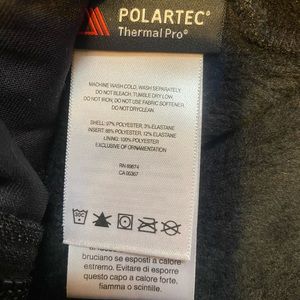 POLARTEC®
Thermal Pro®
MACHINE WASH COLD, WASH SEPARATELY.
DO NOT BLEACH, TUMBLE DRY LOW.
DO NOT IRON, DO NOT USE FABRIC SOFTENER.
DO NOT DRYCLEAN.
SHELL: 97% POLYESTER, 3% ELASTANE
INSERT: 88% POLYESTER, 12% ELASTANE
LINING: 100% POLYESTER
EXCLUSIVE OF ORNAMENTATION
CA 00367
bruciano se esposti a calore
estremo. Evitare di esporre
questo capo a calore forte,
fiamma o scintille.